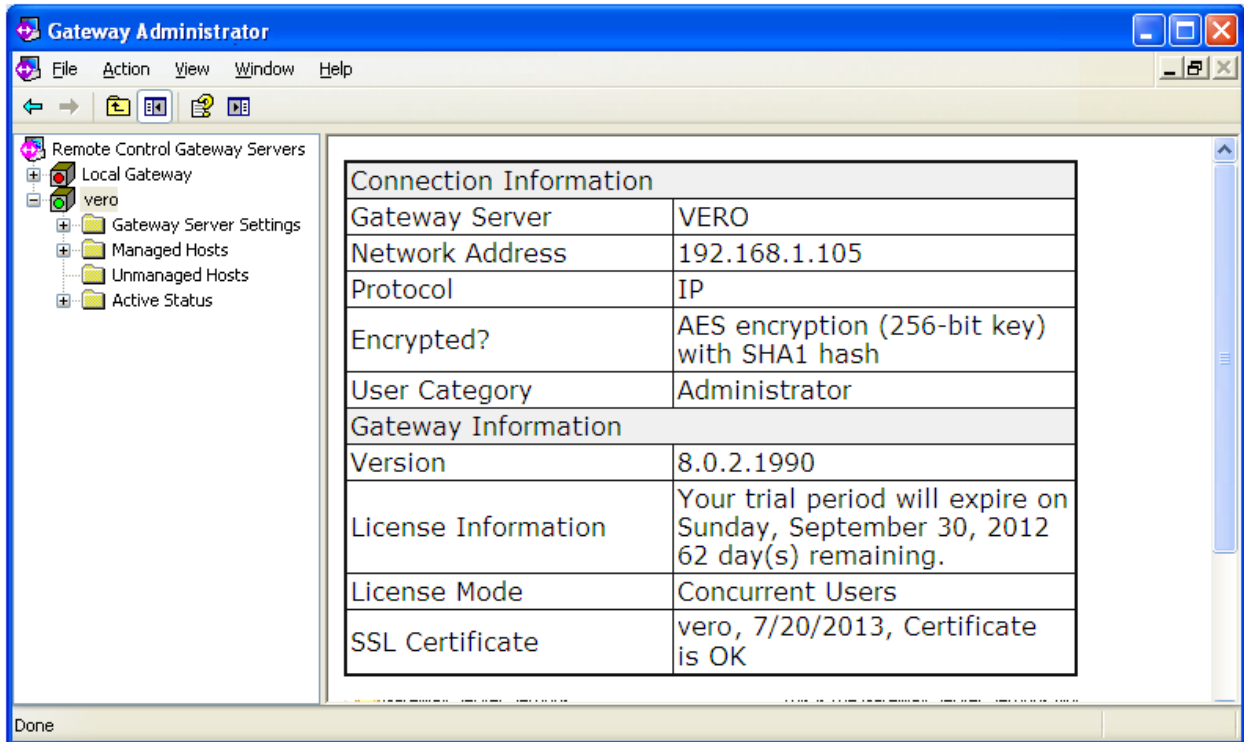 Gateway Administrator
File Action View Window Help
Remote Control Gateway Servers
Local Gateway
vero
Gateway Server Settings
Managed Hosts
Unmanaged Hosts
Active Status
Connection Information
Gateway Server VERO
Network Address 192.168.1.105
Protocol IP
Encrypted? AES encryption (256-bit key)
with SHA1 hash
User Category Administrator
Gateway Information
Version 8.0.2.1990
License Information Your trial period will expire on
Sunday, September 30, 2012
62 day(s) remaining.
License Mode Concurrent Users
SSL Certificate vero, 7/20/2013, Certificate
is OK
Done